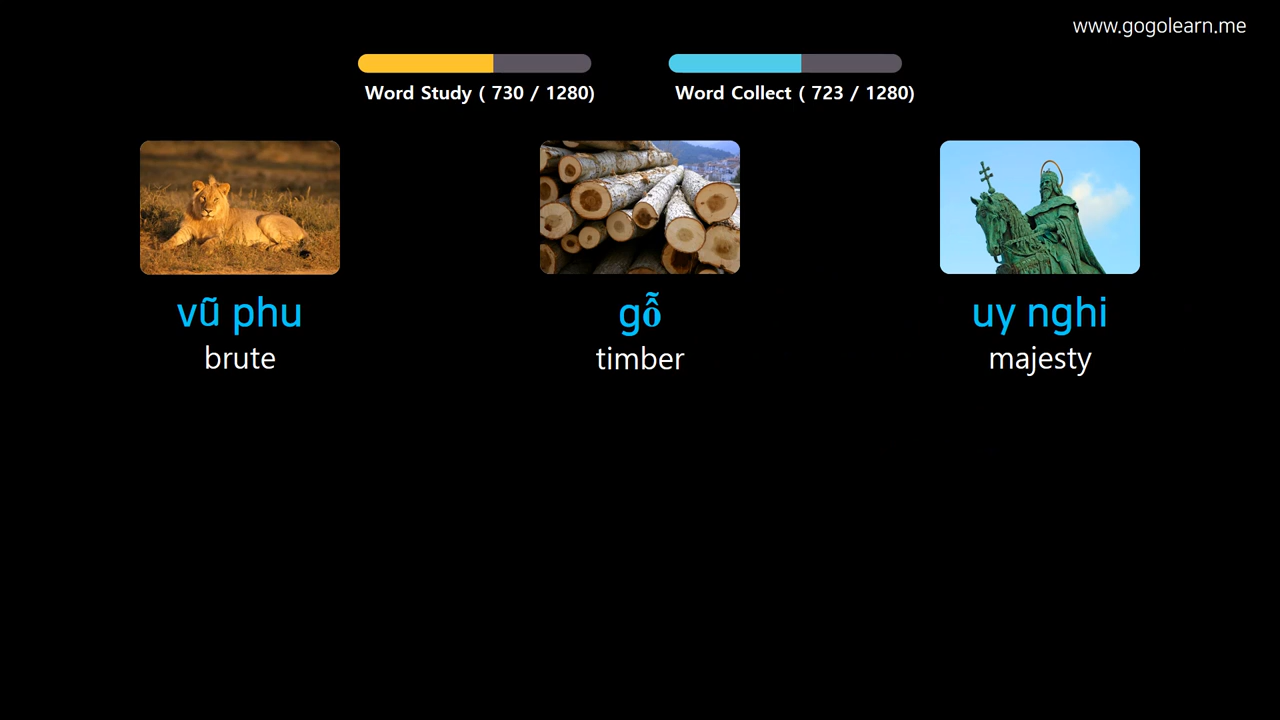 www.gogolearn.me
Word Study ( 730 / 1280)
Word Collect ( 723 / 1280)
vũ phu
brute
gỗ
timber
uy nghi
majesty